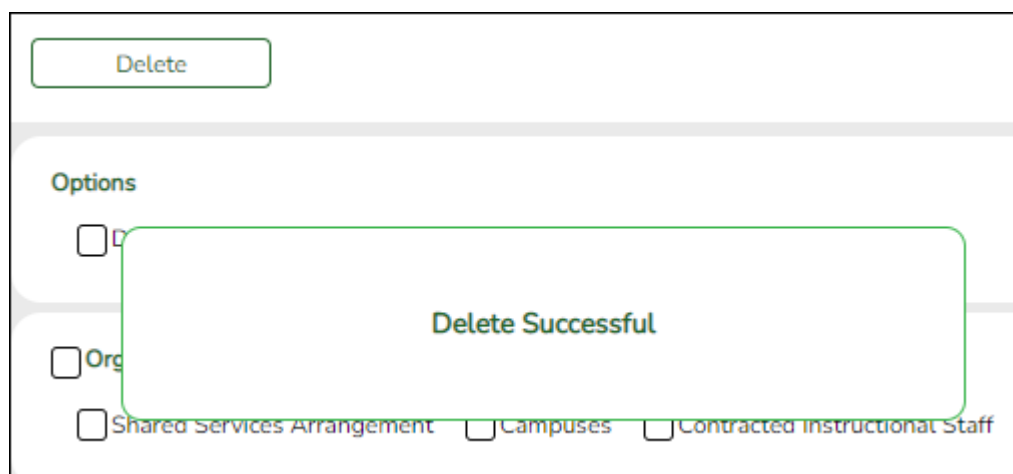 Delete
Options
Delete Successful
Shared Services Arrangement Campuses Contracted Instructional Staff